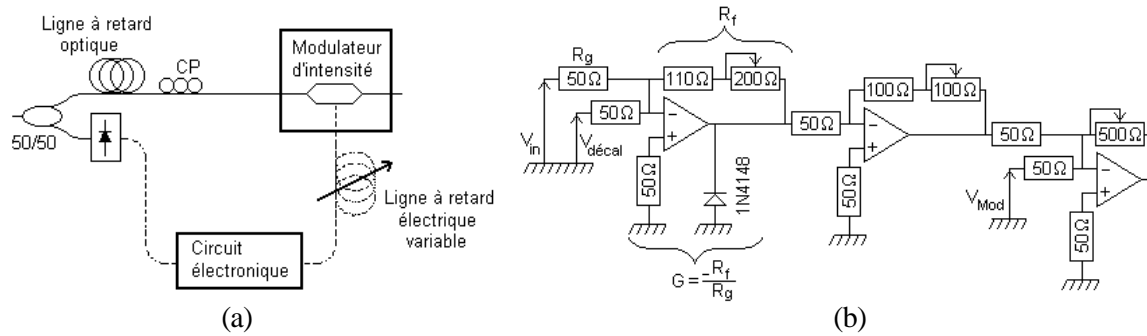 Ligne à retard
optique
CP
50/50
Modulateur
d'intensité
Ligne à retard
électrique
variable
Circuit
électronique
(a)
R_f
R_g
50Ω
110Ω
200Ω
50Ω
V_in
V_décal
50Ω
1N4148
G = -R_f / R_g
50Ω
100Ω
100Ω
50Ω
50Ω
500Ω
50Ω
V_Mod
50Ω
(b)